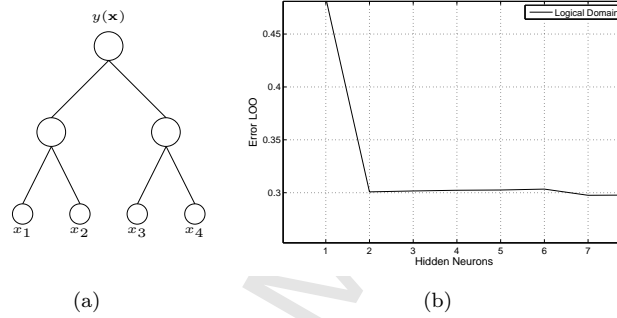 y(x)
x1 x2 x3 x4
(a)
Logical Domain
0.45
0.4
0.35
0.3
Error LOO
1 2 3 4 5 6 7
Hidden Neurons
(b)